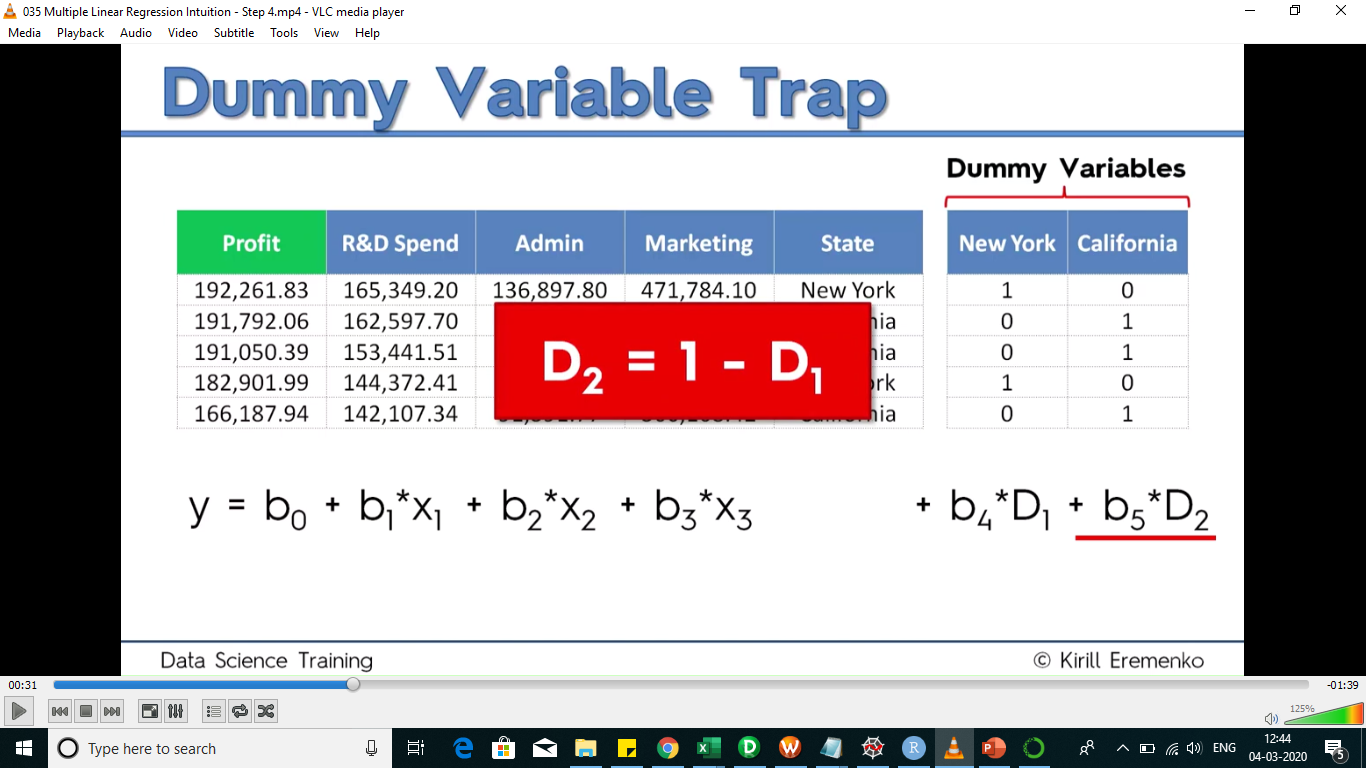 035 Multiple Linear Regression Intuition - Step 4.mp4 - VLC media player
Media Playback Audio Video Subtitle Tools View Help
Dummy Variable Trap
Dummy Variables
Profit R&D Spend Admin Marketing State New York California
192,261.83 165,349.20 136,897.80 471,784.10 New York 1 0
191,792.06 162,597.70 nia 0 1
191,050.39 153,441.51 nia 0 1
182,901.99 144,372.41 rk 1 0
166,187.94 142,107.34 nia 0 1
D₂ = 1 - D₁
y = b₀ + b₁*x₁ + b₂*x₂ + b₃*x₃ + b₄*D₁ + b₅*D₂
Data Science Training © Kirill Eremenko
00:31 -01:39
125%
Type here to search ENG 12:44
04-03-2020 5